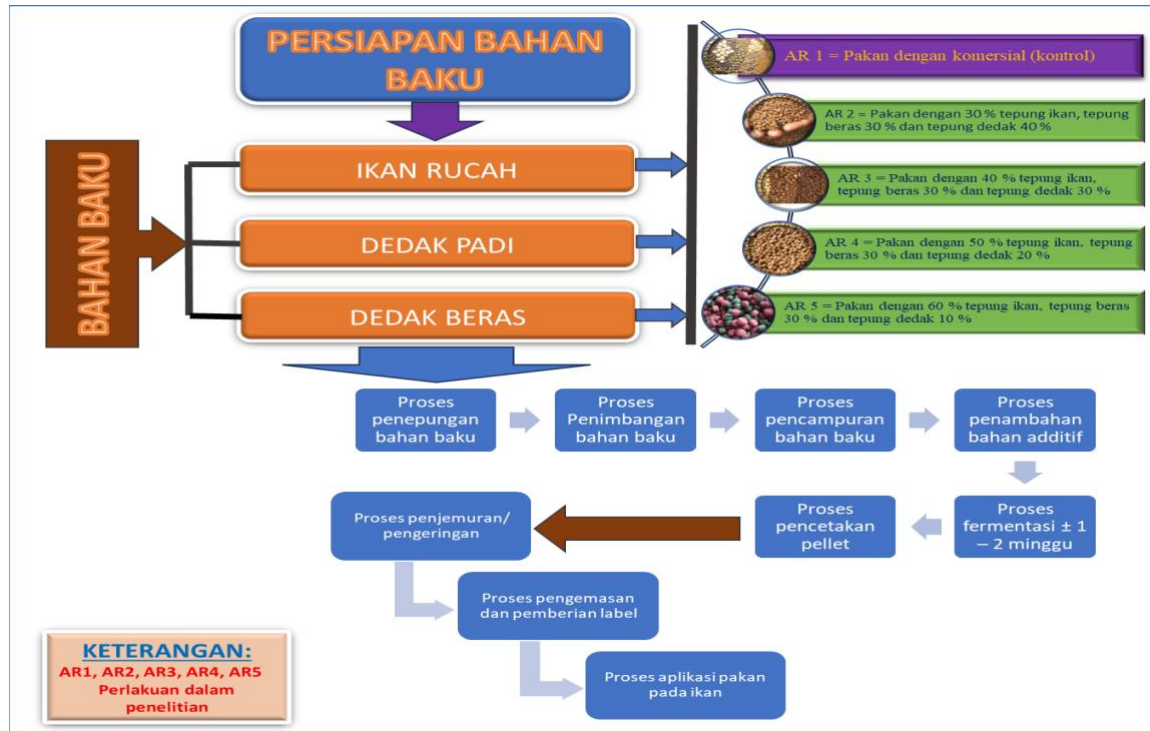 PERSIAPAN BAHAN
BAKU
BAHAN BAKU
IKAN RUCAH
DEDAK PADI
DEDAK BERAS
AR 1 = Pakan dengan komersial (kontrol)
AR 2 = Pakan dengan 30 % tepung ikan, tepung
beras 30 % dan tepung dedak 40 %
AR 3 = Pakan dengan 40 % tepung ikan,
tepung beras 30 % dan tepung dedak 30 %
AR 4 = Pakan dengan 50 % tepung ikan, tepung
beras 30 % dan tepung dedak 20 %
AR 5 = Pakan dengan 60 % tepung ikan, tepung beras
30 % dan tepung dedak 10 %
Proses
penepungan
bahan baku
Proses
Penimbangan
bahan baku
Proses
pencampuran
bahan baku
Proses
penambahan
bahan additif
Proses
fermentasi ± 1
– 2 minggu
Proses
pencetakan
pellet
Proses penjemuran/
pengeringan
Proses pengemasan
dan pemberian label
Proses aplikasi pakan
pada ikan
KETERANGAN:
AR1, AR2, AR3, AR4, AR5
Perlakuan dalam
penelitian